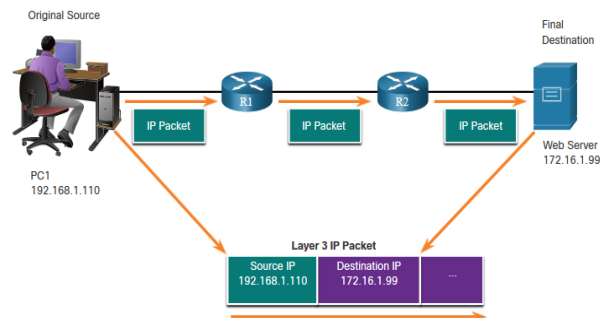 Original Source
Final
Destination
R1
R2
IP Packet
IP Packet
IP Packet
PC1
192.168.1.110
Web Server
172.16.1.99
Layer 3 IP Packet
Source IP
192.168.1.110
Destination IP
172.16.1.99
...